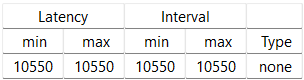 Latency Interval
min max min max Type
10550 10550 10550 10550 none